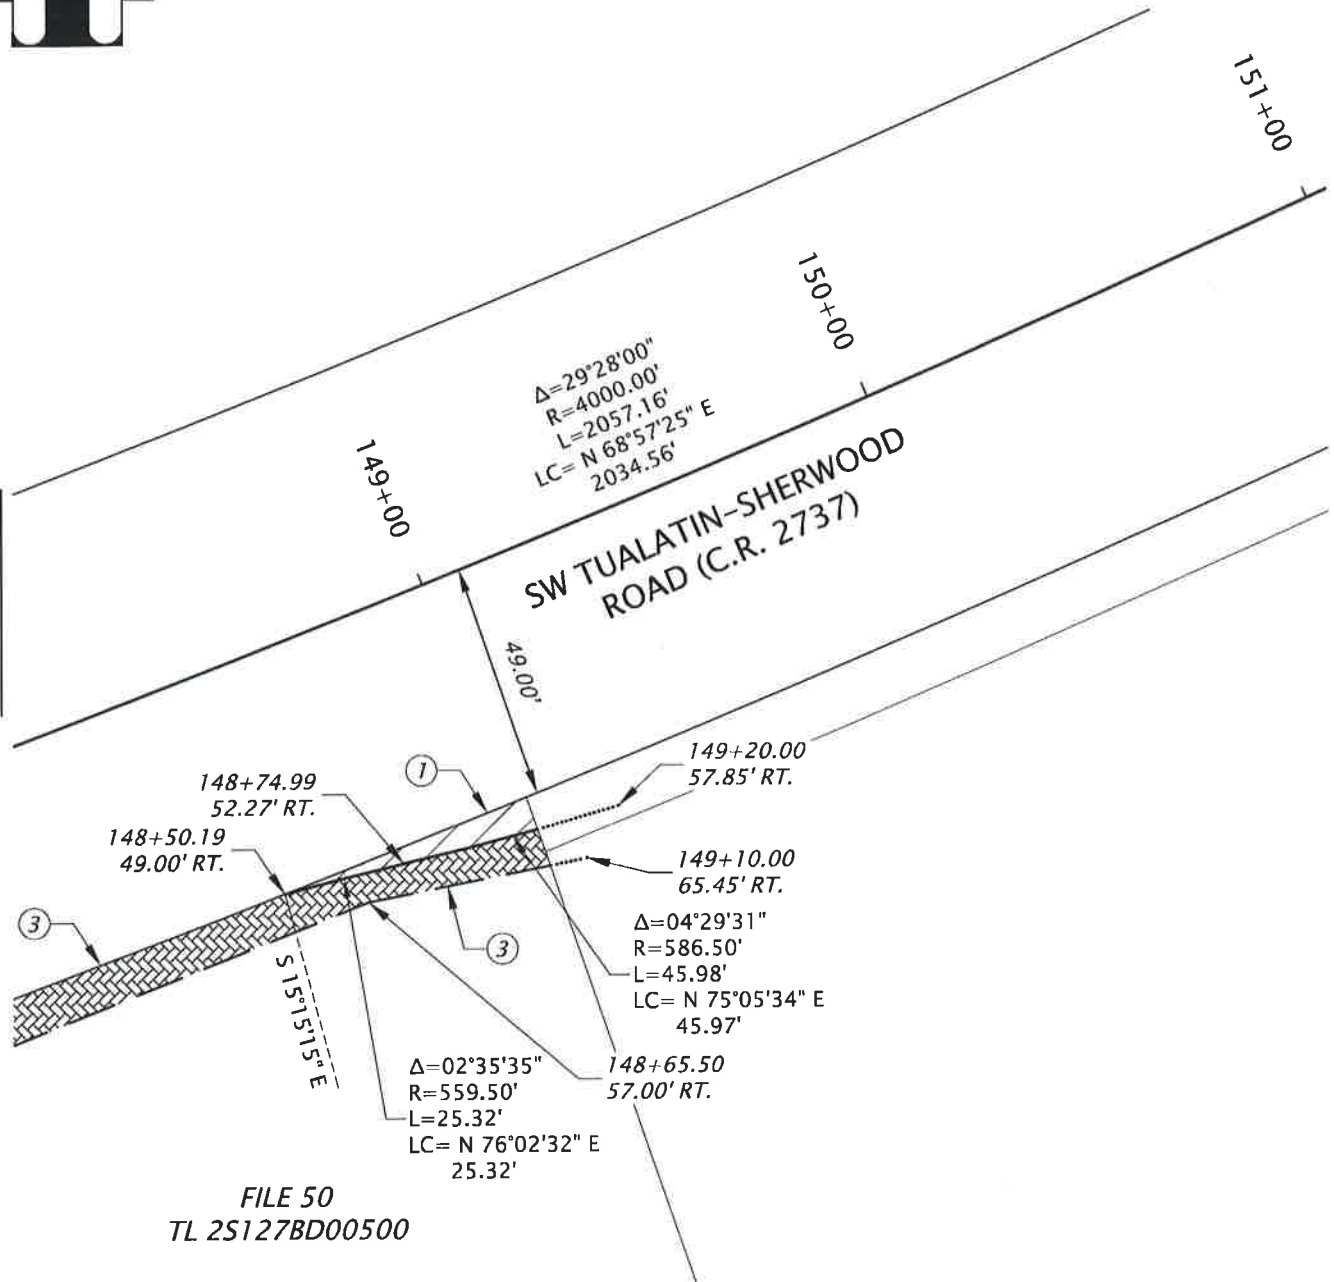 151+00
150+00
Δ=29°28'00"
R=4000.00'
L=2057.16'
LC= N 68°57'25" E
2034.56'
149+00
SW TUALATIN-SHERWOOD
ROAD (C.R. 2737)
49.00'
149+20.00
57.85' RT.
1
148+74.99
52.27' RT.
148+50.19
49.00' RT.
149+10.00
65.45' RT.
3
3
Δ=04°29'31"
R=586.50'
L=45.98'
LC= N 75°05'34" E
45.97'
S 15°15'15" E
148+65.50
57.00' RT.
Δ=02°35'35"
R=559.50'
L=25.32'
LC= N 76°02'32" E
25.32'
FILE 50
TL 2S127BD00500